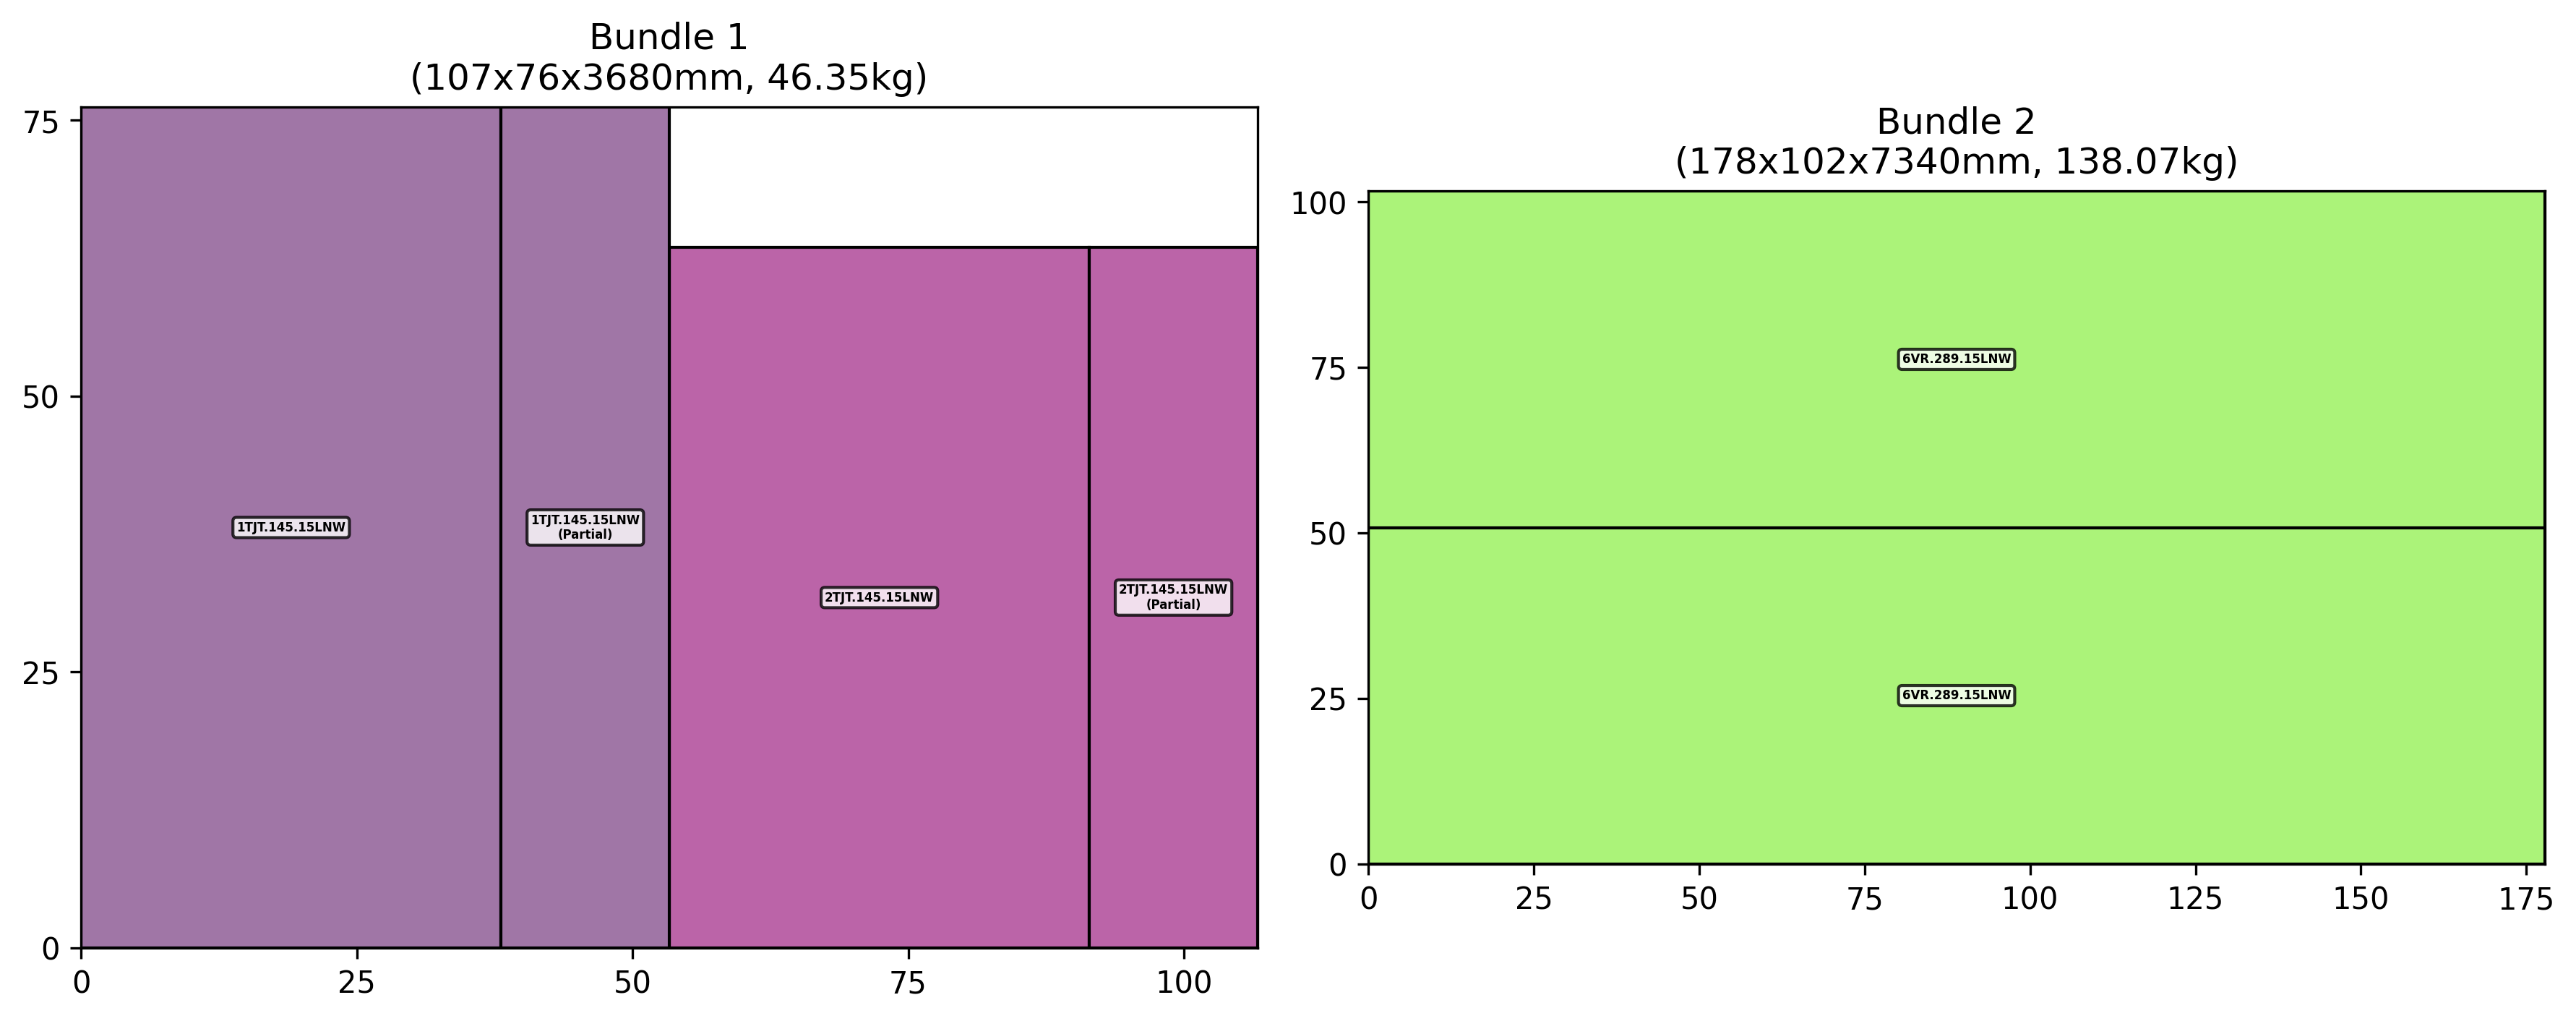 Bundle 1
(107x76x3680mm, 46.35kg)
75
50
25
0
0
25
50
75
100
1TJT.145.15LNW
1TJT.145.15LNW
(Partial)
2TJT.145.15LNW
2TJT.145.15LNW
(Partial)
Bundle 2
(178x102x7340mm, 138.07kg)
100
75
50
25
0
0
25
50
75
100
125
150
175
6VR.289.15LNW
6VR.289.15LNW